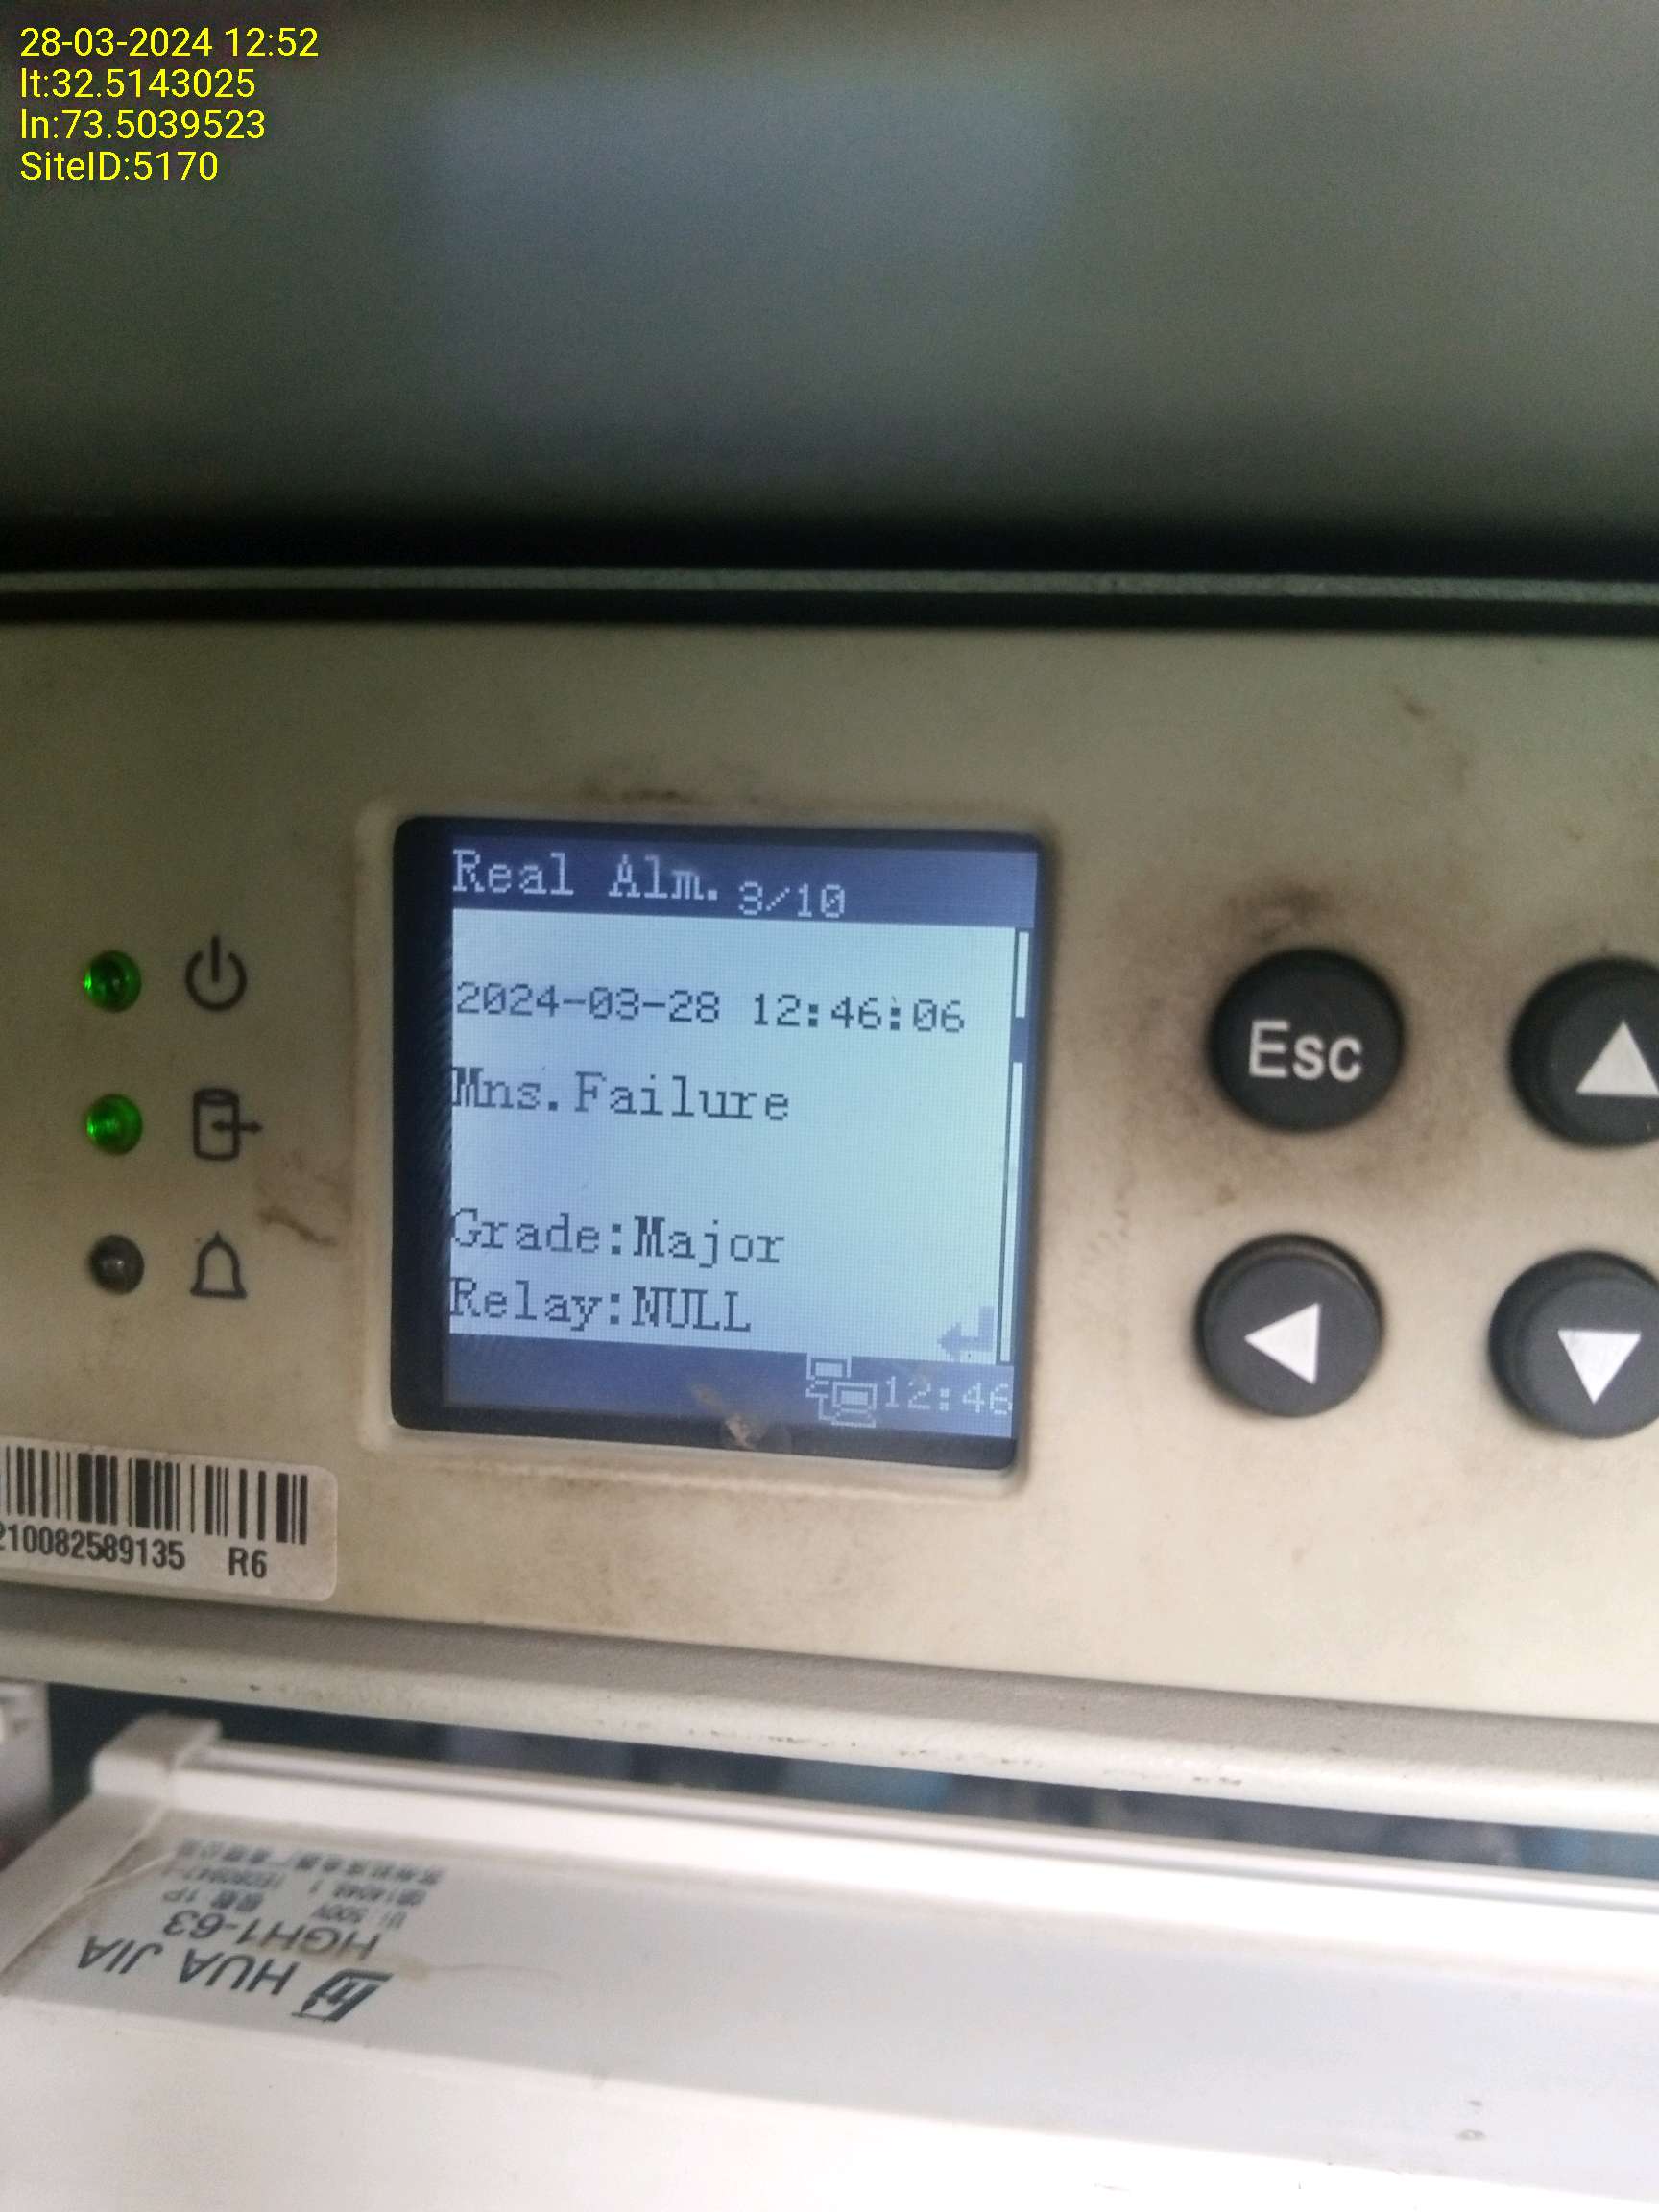 28-03-2024 12:52
lt:32.5143025
ln:73.5039523
SiteID:5170
Real Alm. 3/10
2024-03-28 12:46:06
Mns.Failure
Grade:Major
Relay:NULL
12:46
Esc
210082589135 R6
HUA JIA
HGH1-63